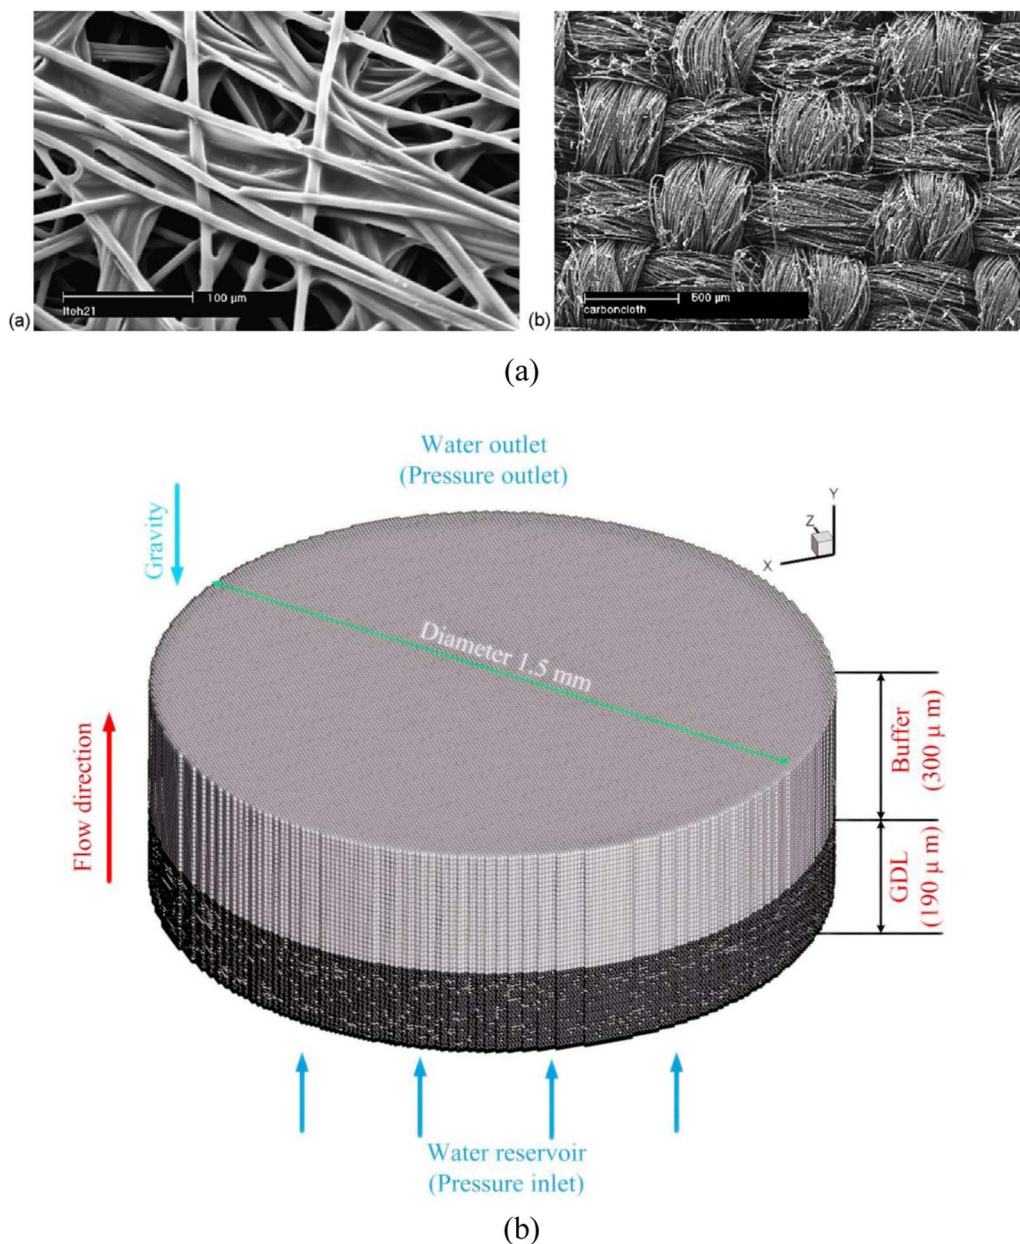 100 µm
lteh21
(a)
500 µm
carboncloth
(b)
(a)
Water outlet
(Pressure outlet)
Gravity
Y
Z
X
Diameter 1.5 mm
Flow direction
Buffer
(300 µ m)
GDL
(190 µ m)
Water reservoir
(Pressure inlet)
(b)